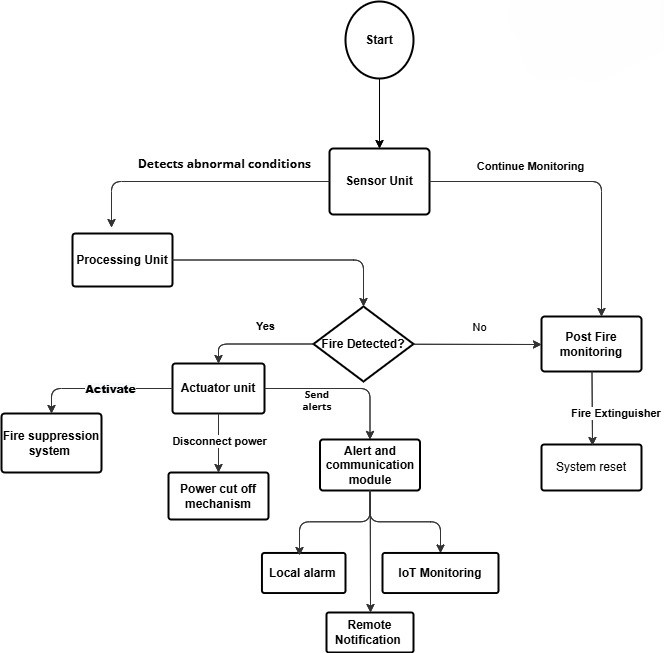 Start
Detects abnormal conditions
Sensor Unit
Continue Monitoring
Processing Unit
Yes
Fire Detected?
No
Post Fire
monitoring
Activate
Actuator unit
Send
alerts
Fire Extinguisher
Fire suppression
system
Disconnect power
Alert and
communication
module
System reset
Power cut off
mechanism
Local alarm
IoT Monitoring
Remote
Notification